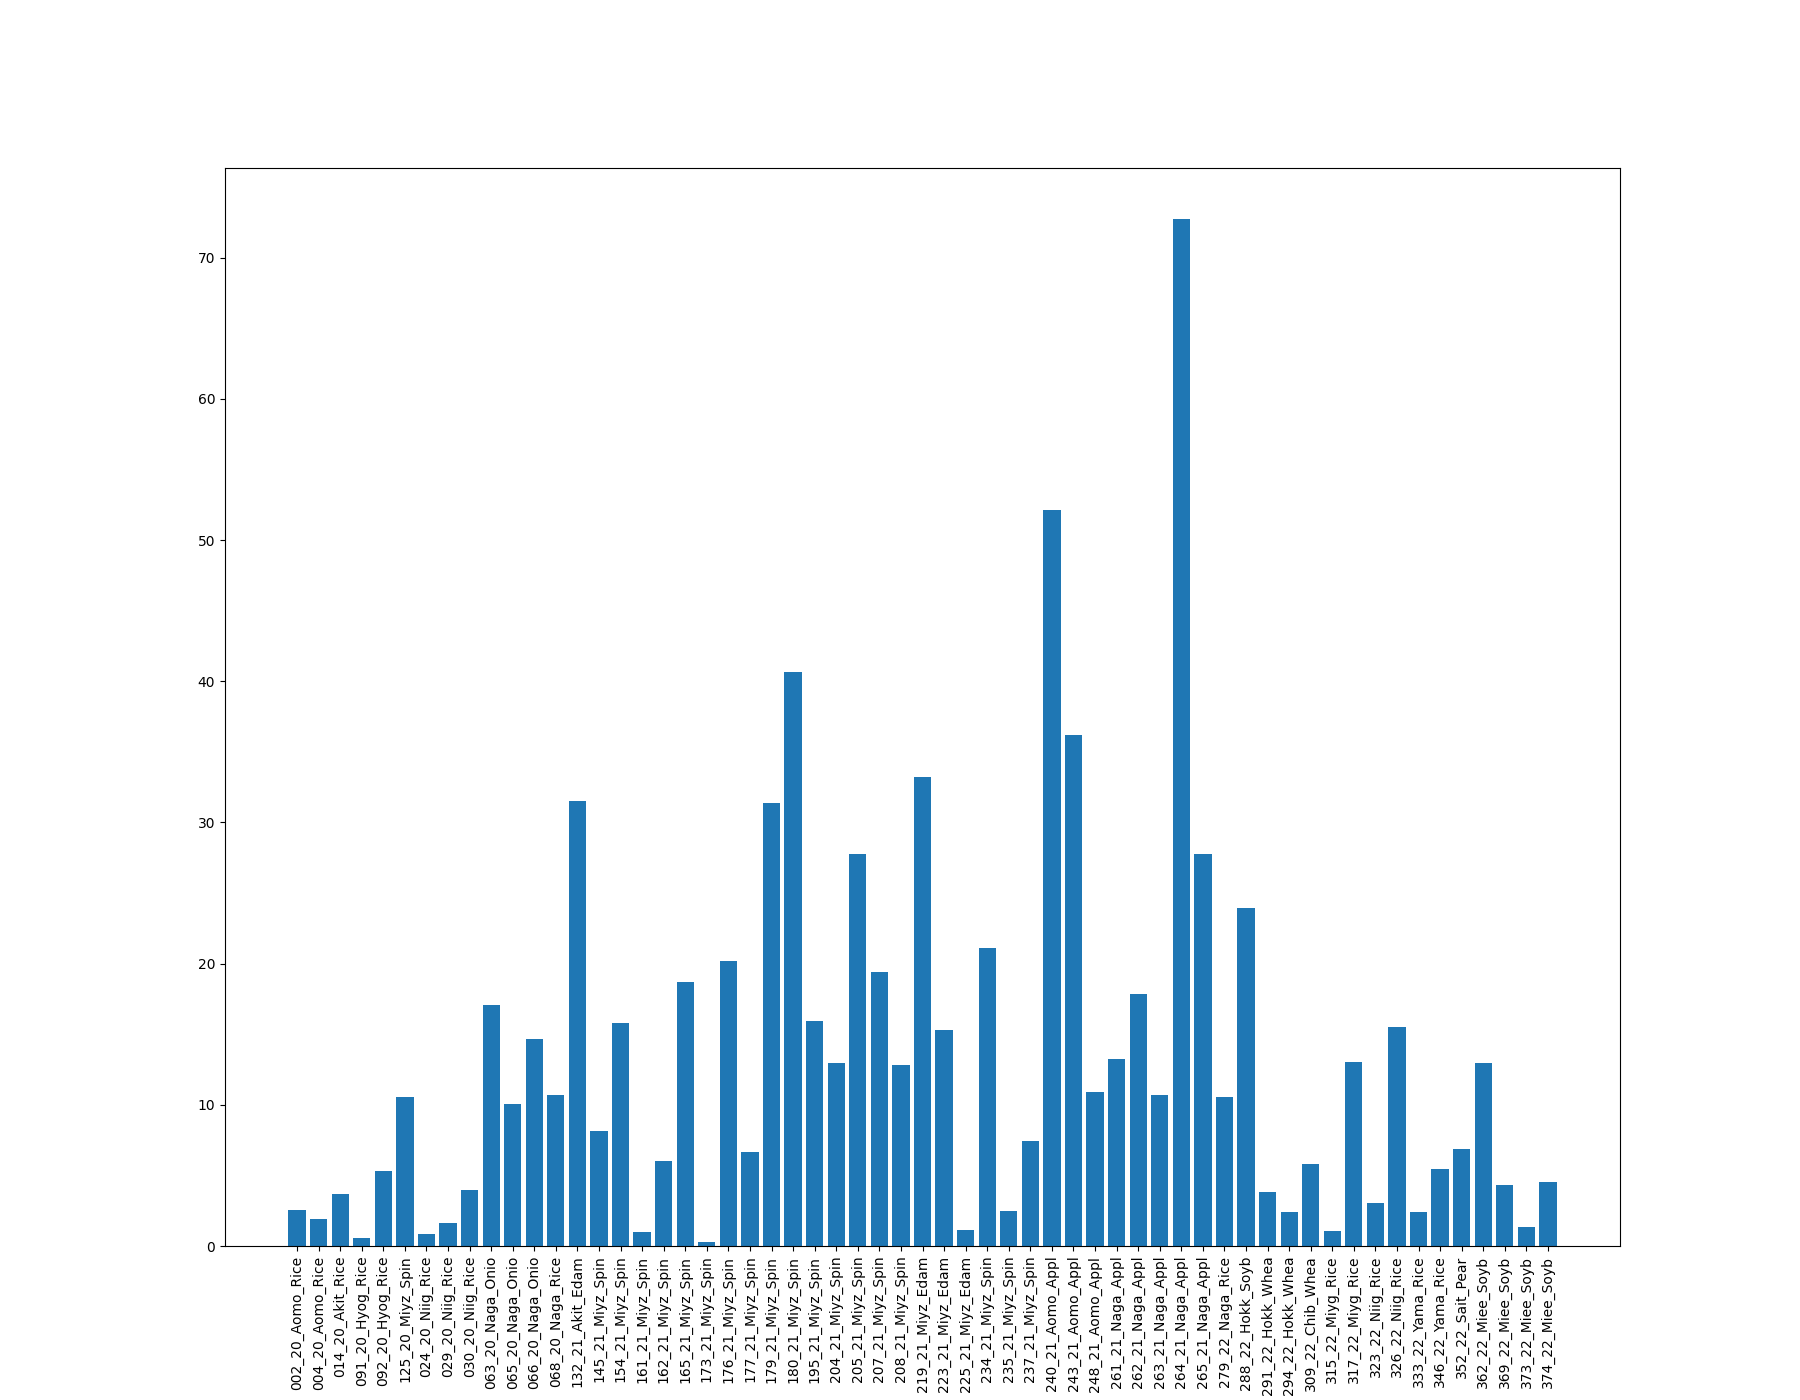 70
60
50
40
30
20
10
0
002_20_Aomo_Rice
004_20_Aomo_Rice
014_20_Akit_Rice
091_20_Hyog_Rice
092_20_Hyog_Rice
125_20_Miyz_Spin
024_20_Niig_Rice
029_20_Niig_Rice
030_20_Niig_Rice
063_20_Naga_Onio
065_20_Naga_Onio
066_20_Naga_Onio
068_20_Naga_Rice
132_21_Akit_Edam
145_21_Miyz_Spin
154_21_Miyz_Spin
161_21_Miyz_Spin
162_21_Miyz_Spin
165_21_Miyz_Spin
173_21_Miyz_Spin
176_21_Miyz_Spin
177_21_Miyz_Spin
179_21_Miyz_Spin
180_21_Miyz_Spin
195_21_Miyz_Spin
204_21_Miyz_Spin
205_21_Miyz_Spin
207_21_Miyz_Spin
208_21_Miyz_Spin
219_21_Miyz_Edam
223_21_Miyz_Edam
225_21_Miyz_Edam
234_21_Miyz_Spin
235_21_Miyz_Spin
237_21_Miyz_Spin
240_21_Aomo_Appl
243_21_Aomo_Appl
248_21_Aomo_Appl
261_21_Naga_Appl
262_21_Naga_Appl
263_21_Naga_Appl
264_21_Naga_Appl
265_21_Naga_Appl
279_22_Naga_Rice
288_22_Hokk_Soyb
291_22_Hokk_Whea
294_22_Hokk_Whea
309_22_Chib_Whea
315_22_Miyg_Rice
317_22_Miyg_Rice
323_22_Niig_Rice
326_22_Niig_Rice
333_22_Yama_Rice
346_22_Yama_Rice
352_22_Sait_Pear
362_22_Miee_Soyb
369_22_Miee_Soyb
373_22_Miee_Soyb
374_22_Miee_Soyb